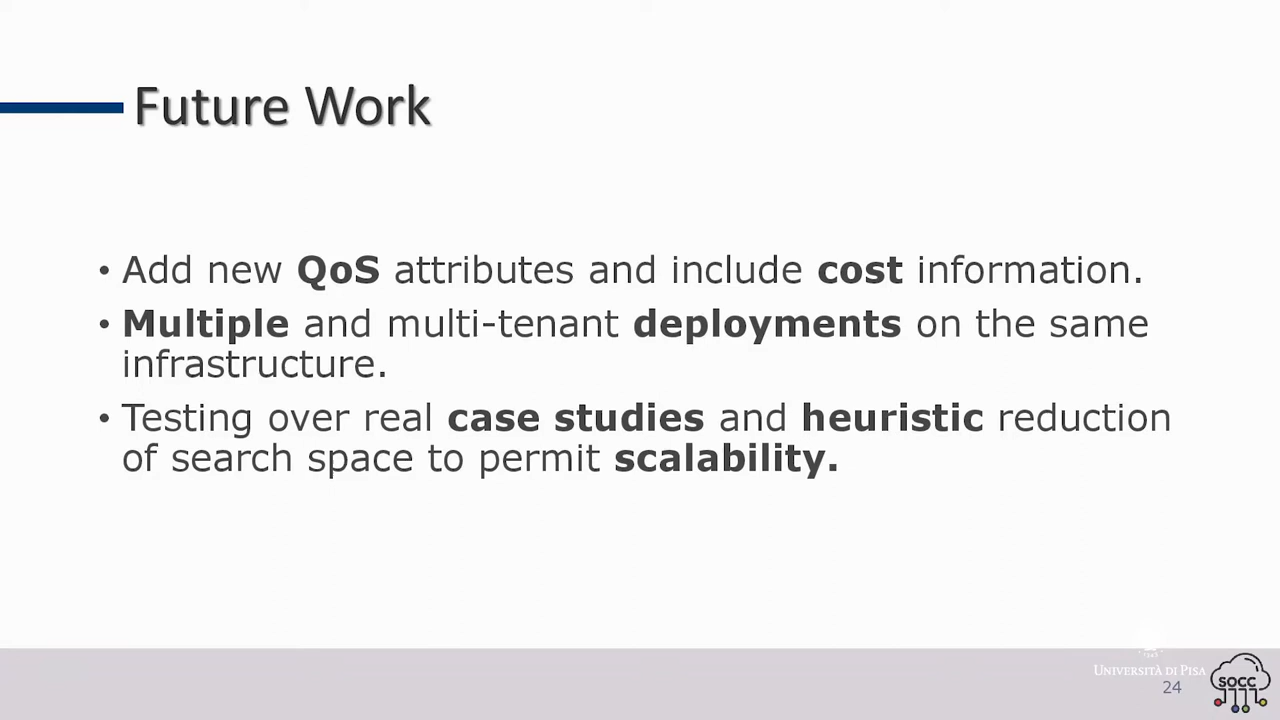 Future Work
• Add new QoS attributes and include cost information.
• Multiple and multi-tenant deployments on the same
infrastructure.
• Testing over real case studies and heuristic reduction
of search space to permit scalability.
UNIVERSITÀ DI PISA
24
SOCC